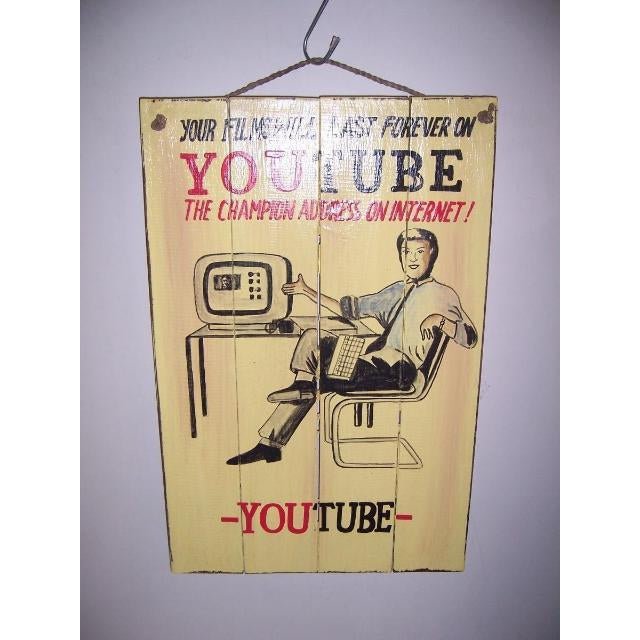 YOUR FILMS WILL LAST FOREVER ON
YOUTUBE
THE CHAMPION ADDRESS ON INTERNET!
-YOUTUBE-